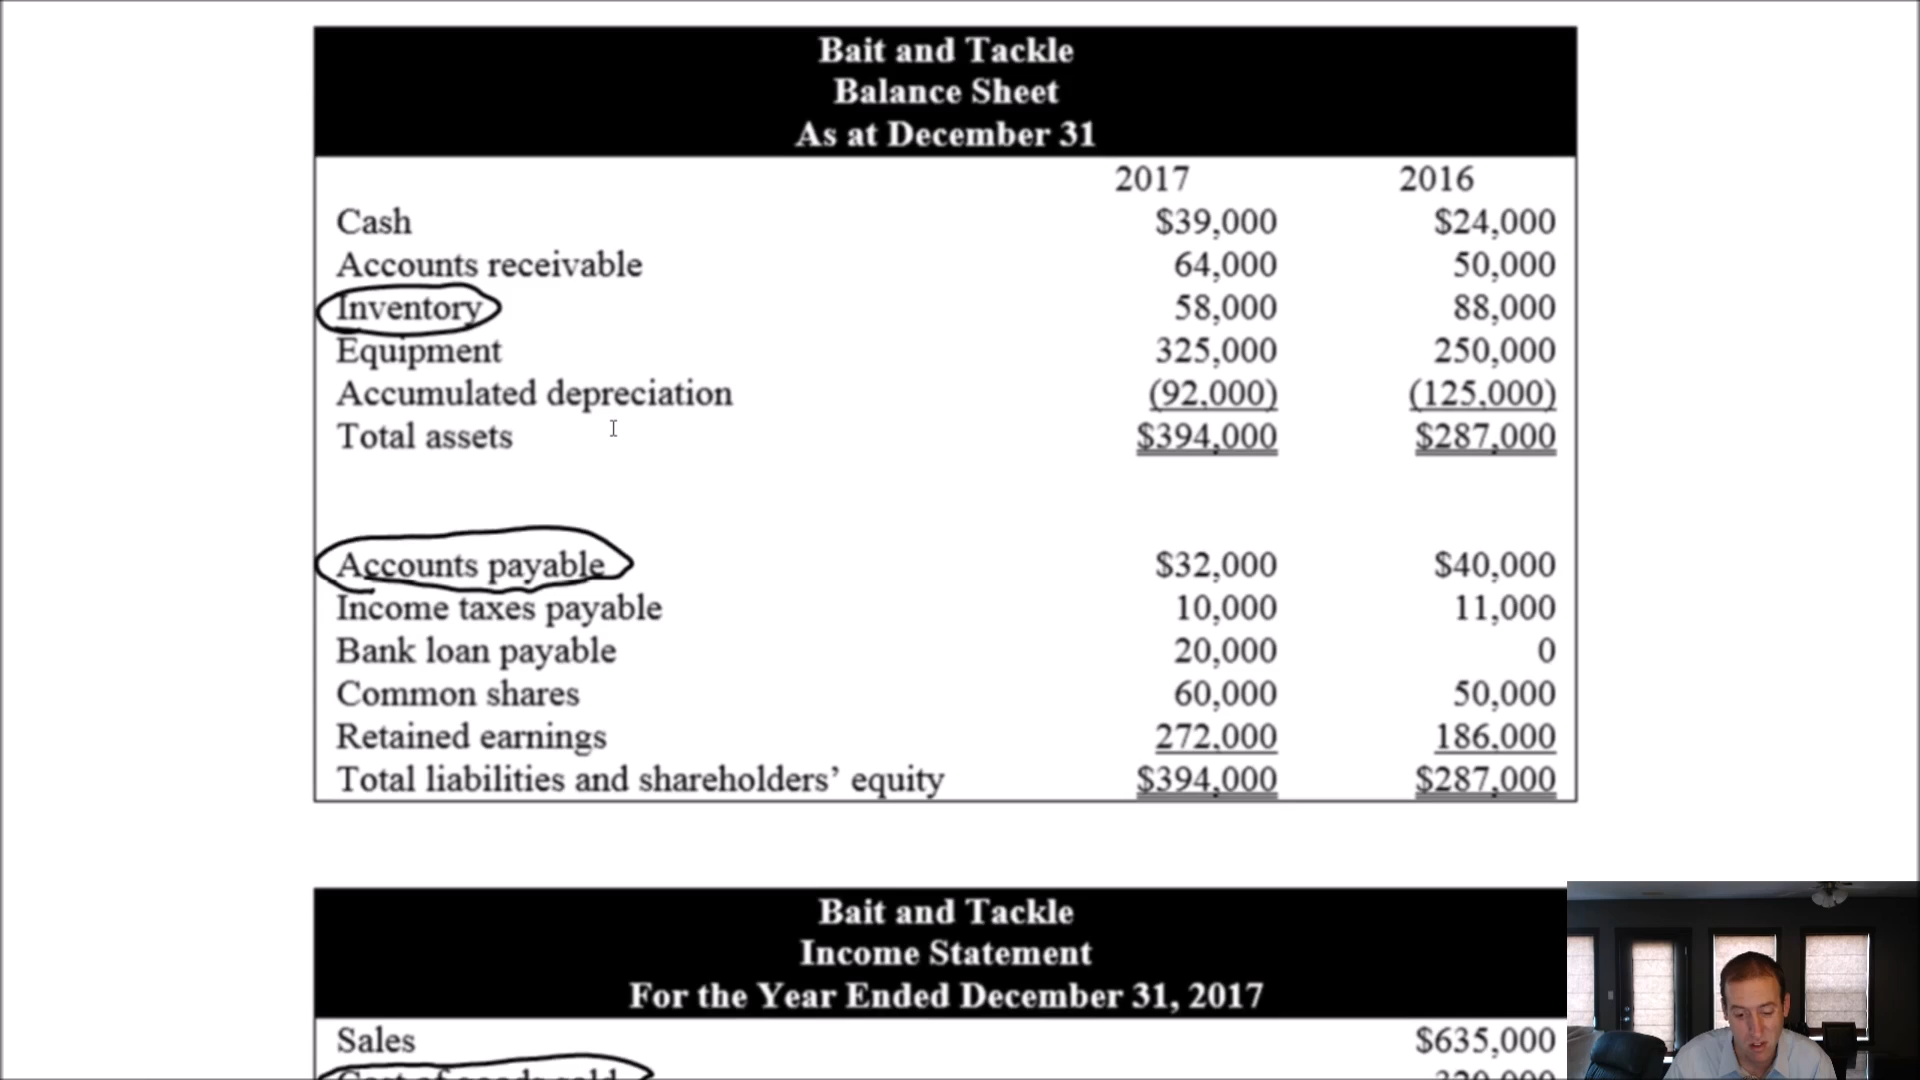 Bait and Tackle
Balance Sheet
As at December 31
2017 2016
Cash $39,000 $24,000
Accounts receivable 64,000 50,000
Inventory 58,000 88,000
Equipment 325,000 250,000
Accumulated depreciation (92,000) (125,000)
Total assets $394,000 $287,000
Accounts payable $32,000 $40,000
Income taxes payable 10,000 11,000
Bank loan payable 20,000 0
Common shares 60,000 50,000
Retained earnings 272,000 186,000
Total liabilities and shareholders’ equity $394,000 $287,000
Bait and Tackle
Income Statement
For the Year Ended December 31, 2017
Sales $635,000
Cost of goods sold